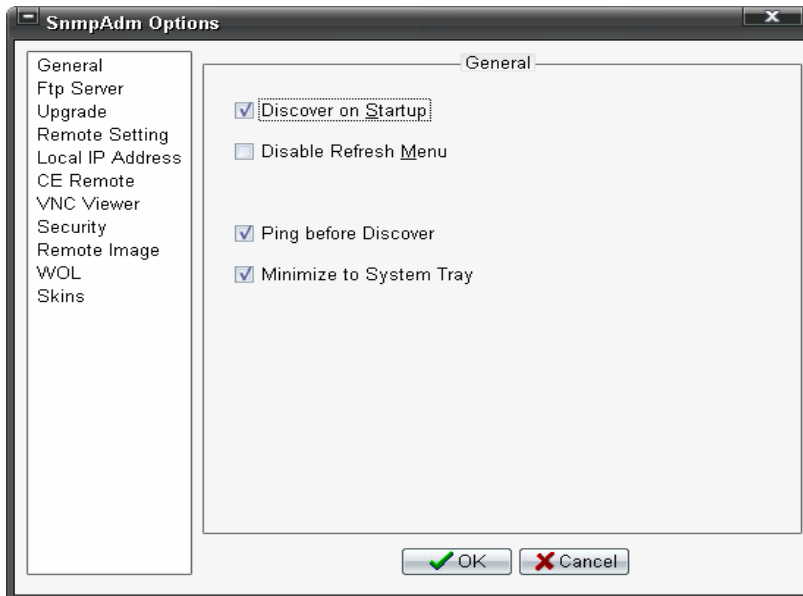 SnmpAdm Options
General
Ftp Server
Upgrade
Remote Setting
Local IP Address
CE Remote
VNC Viewer
Security
Remote Image
WOL
Skins
General
Discover on Startup
Disable Refresh Menu
Ping before Discover
Minimize to System Tray
OK
Cancel